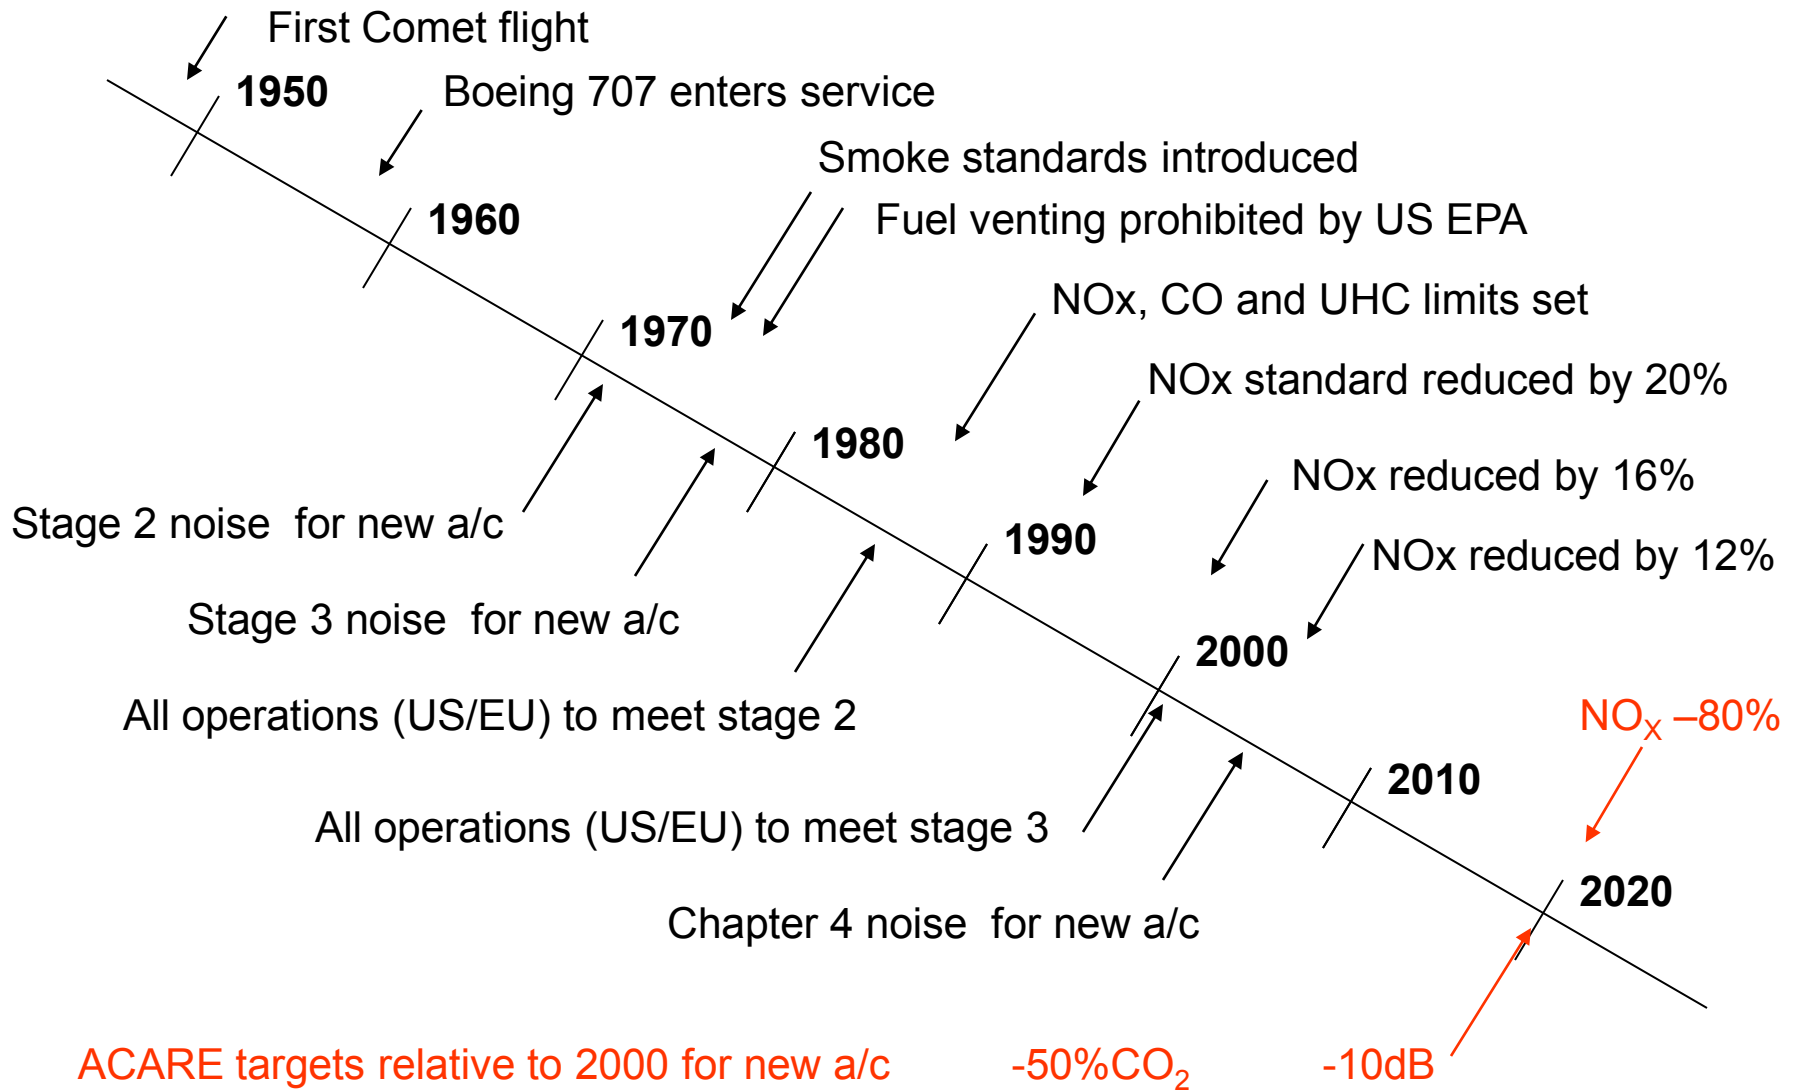 First Comet flight
1950
Boeing 707 enters service
Smoke standards introduced
1960
Fuel venting prohibited by US EPA
NOx, CO and UHC limits set
1970
NOx standard reduced by 20%
1980
NOx reduced by 16%
Stage 2 noise for new a/c
1990
NOx reduced by 12%
Stage 3 noise for new a/c
2000
All operations (US/EU) to meet stage 2
NOX –80%
2010
All operations (US/EU) to meet stage 3
2020
Chapter 4 noise for new a/c
ACARE targets relative to 2000 for new a/c -50%CO2 -10dB